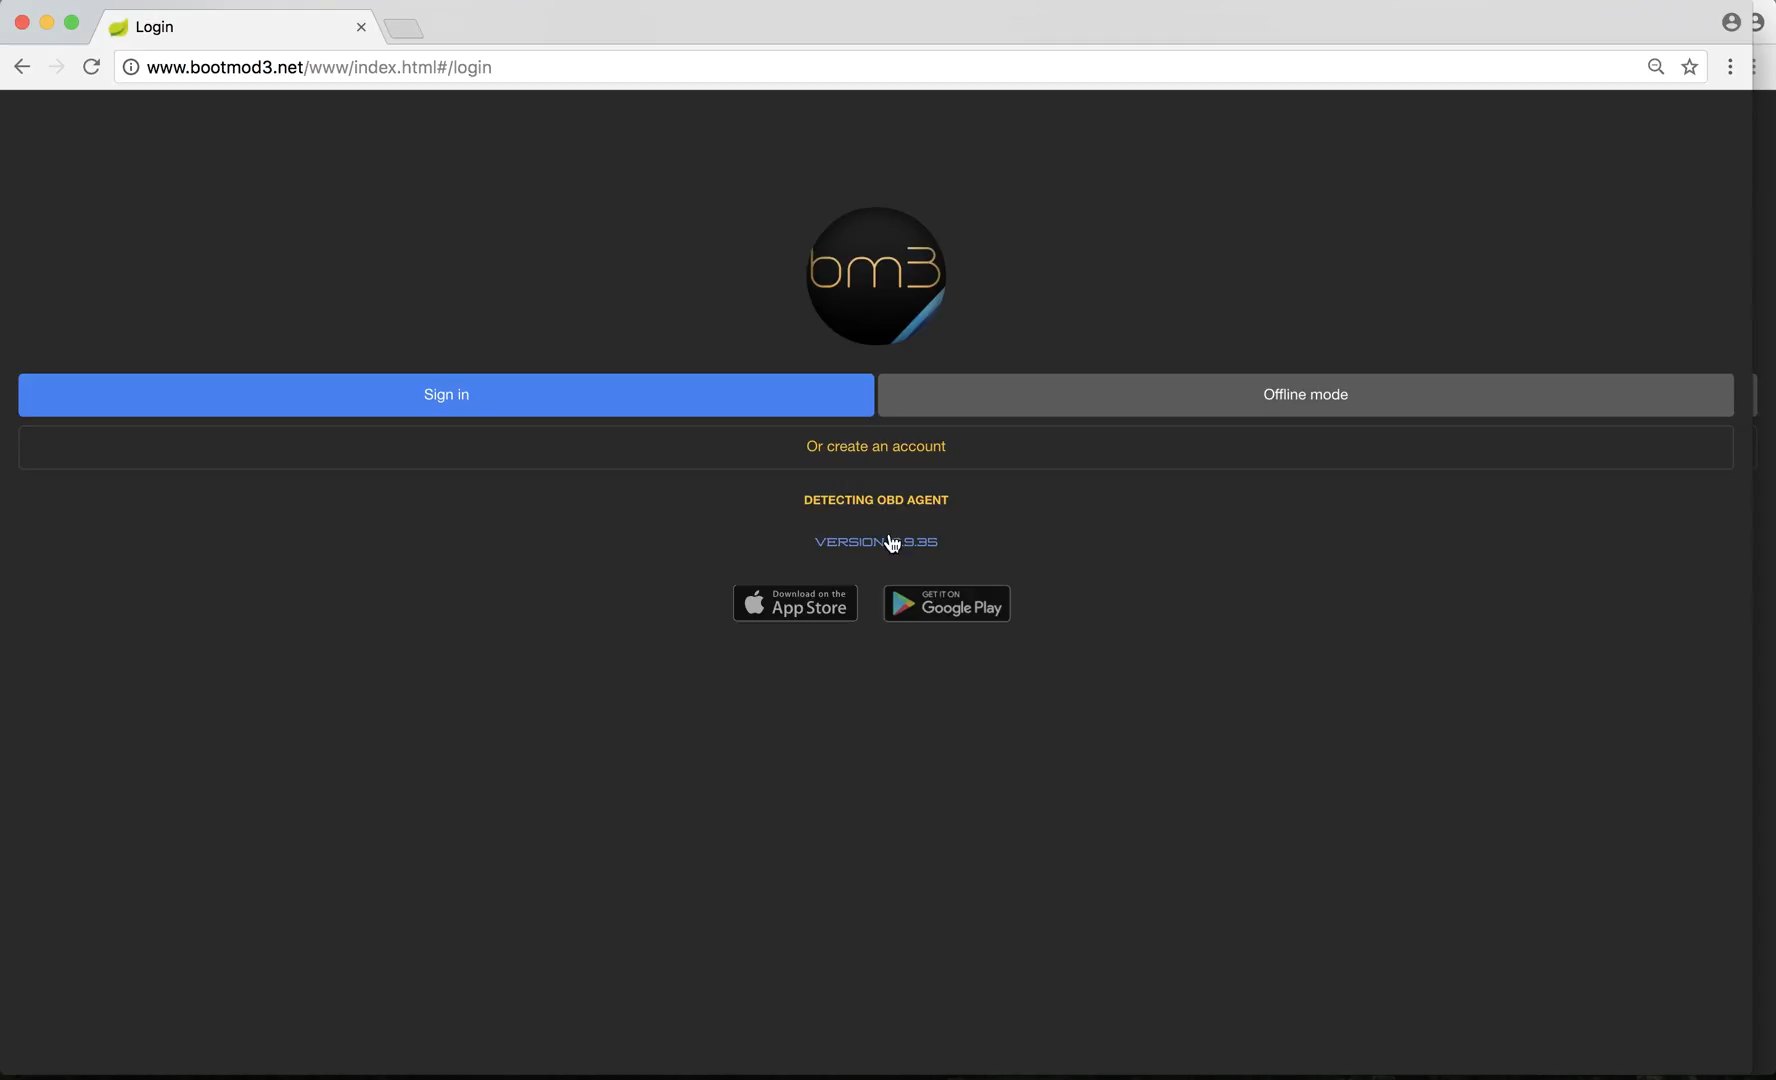 Login
www.bootmod3.net/www/index.html#/login
bm3
Sign in
Offline mode
Or create an account
DETECTING OBD AGENT
VERSION 9.35
Download on the
App Store
GET IT ON
Google Play